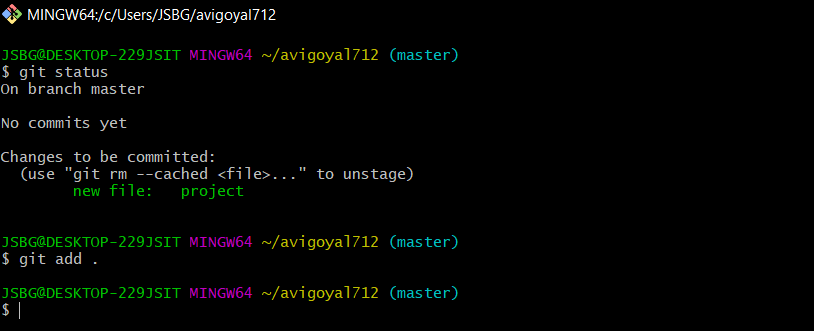 MINGW64:/c/Users/JSBG/avigoyal712
JSBG@DESKTOP-229JSIT MINGW64 ~/avigoyal712 (master)
$ git status
On branch master
No commits yet
Changes to be committed:
  (use "git rm --cached <file>..." to unstage)
        new file:   project
JSBG@DESKTOP-229JSIT MINGW64 ~/avigoyal712 (master)
$ git add .
JSBG@DESKTOP-229JSIT MINGW64 ~/avigoyal712 (master)
$